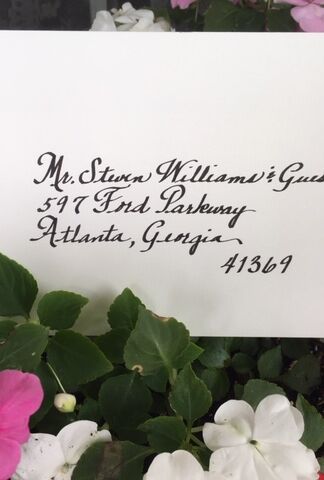 Mr. Steven Williams & Gues
597 Ford Parkway
Atlanta, Georgia
41369